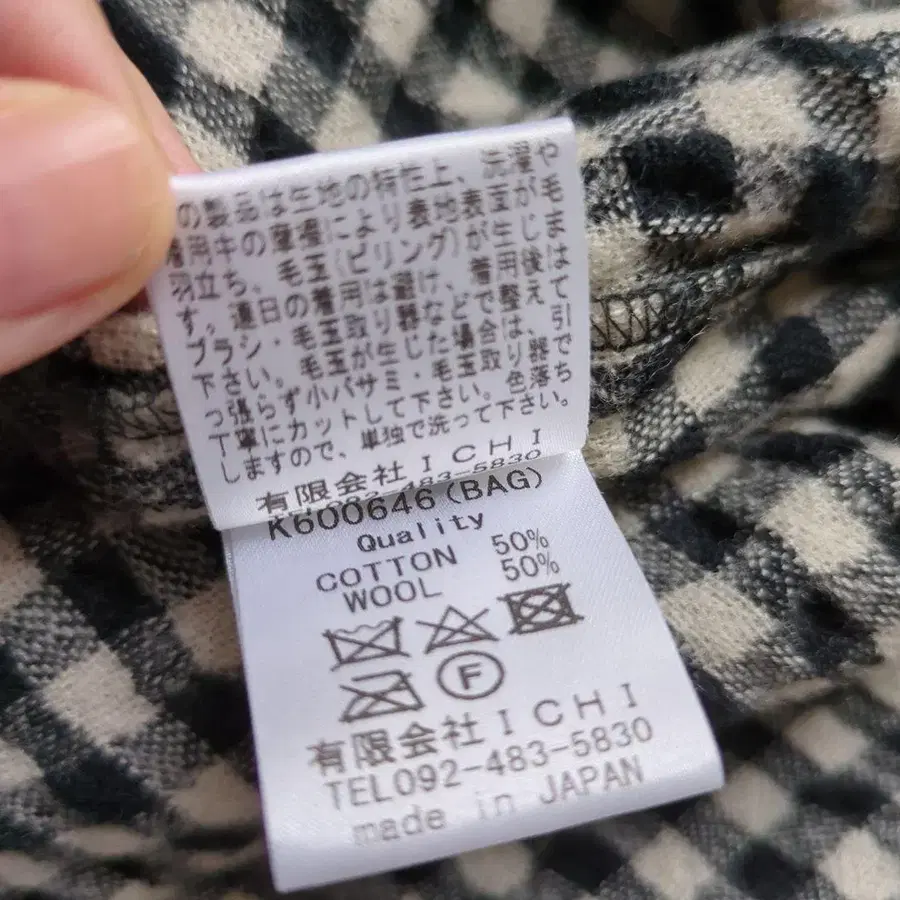 の製品は生地の特性上、洗濯や
着用中の摩擦により表地表面が毛
羽立ち。毛玉(ピリング)が生じま
す。連日の着用は避け、着用後は
ブラシ・毛玉取り器などで整えて
下さい。毛玉が生じた場合は、引
っ張らず小バサミ・毛玉取り器で
丁寧にカットして下さい。色落ち
しますので、単独で洗って下さい。
有限会社ICHI
092-483-5830
K600646(BAG)
Quality
COTTON 50%
WOOL 50%
F
有限会社ICHI
TEL092-483-5830
made in JAPAN